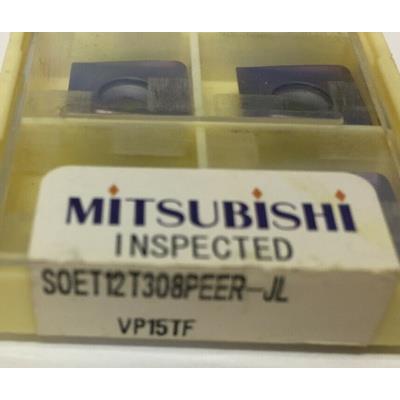 MITSUBISHI
INSPECTED
SOET12T308PEER-JL
VP15TF